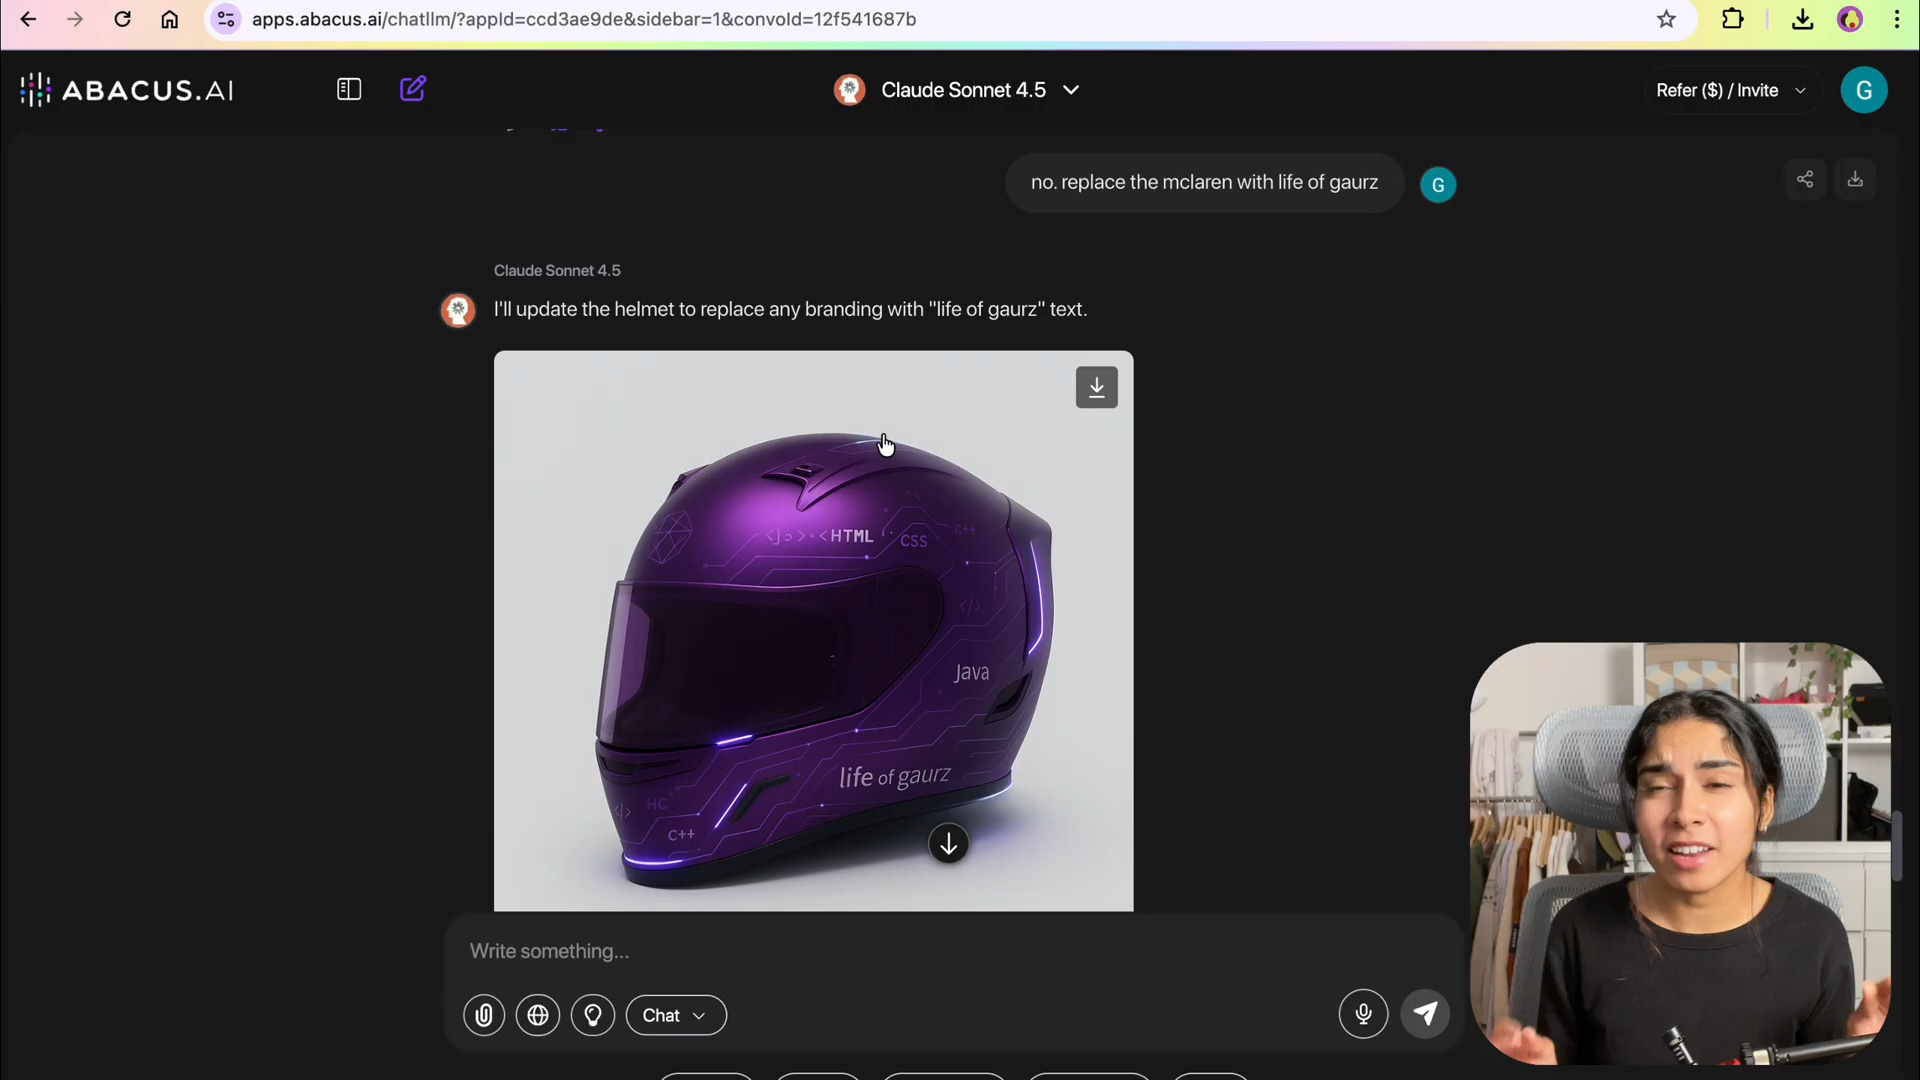 apps.abacus.ai/chatllm/?appId=ccd3ae9de&sidebar=1&convoId=12f541687b
ABACUS.AI
Claude Sonnet 4.5
Refer ($) / Invite
G
no. replace the mclaren with life of gaurz
G
Claude Sonnet 4.5
I'll update the helmet to replace any branding with "life of gaurz" text.
<HTML
CSS
C++
</>
Java
life of gaurz
</>
HC
C++
Write something...
Chat